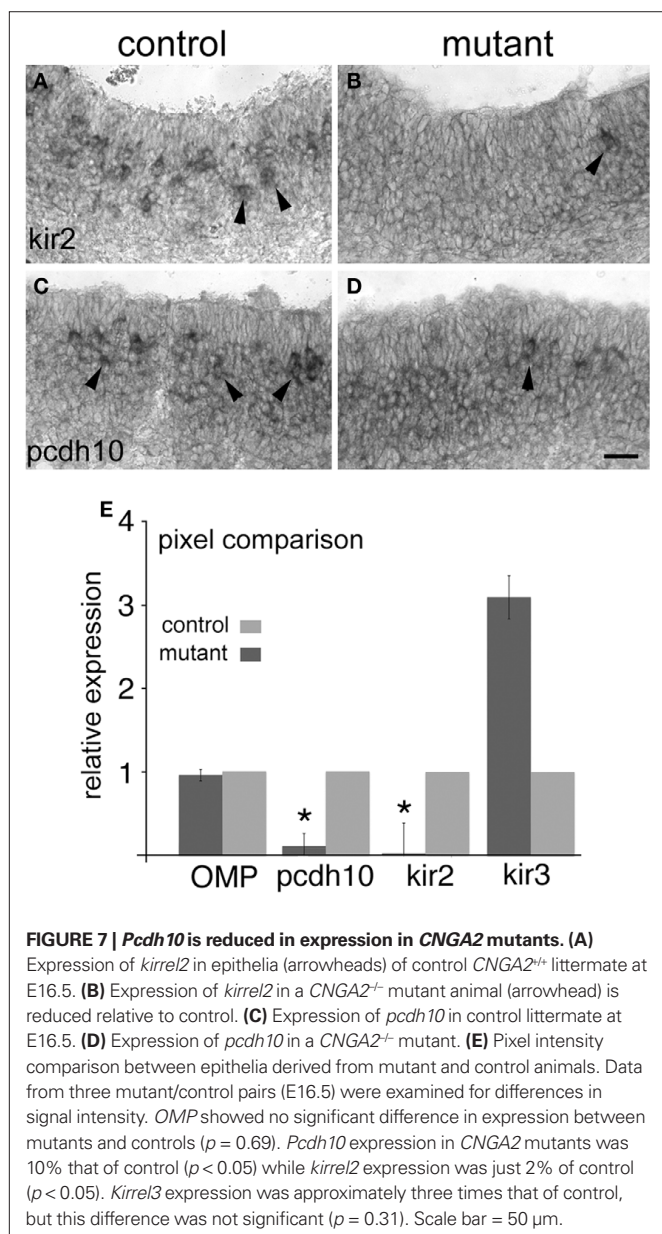 control mutant
A B
kir2
C D
pcdh10
E
4
pixel comparison
3
control
mutant
2
relative expression
1
* *
OMP pcdh10 kir2 kir3
FIGURE 7 | Pcdh10 is reduced in expression in CNGA2 mutants. (A)
Expression of kirrel2 in epithelia (arrowheads) of control CNGA2+/+ littermate at
E16.5. (B) Expression of kirrel2 in a CNGA2−/− mutant animal (arrowhead) is
reduced relative to control. (C) Expression of pcdh10 in control littermate at
E16.5. (D) Expression of pcdh10 in a CNGA2−/− mutant. (E) Pixel intensity
comparison between epithelia derived from mutant and control animals. Data
from three mutant/control pairs (E16.5) were examined for differences in
signal intensity. OMP showed no significant difference in expression between
mutants and controls (p = 0.69). Pcdh10 expression in CNGA2 mutants was
10% that of control (p < 0.05) while kirrel2 expression was just 2% of control
(p < 0.05). Kirrel3 expression was approximately three times that of control,
but this difference was not significant (p = 0.31). Scale bar = 50 µm.